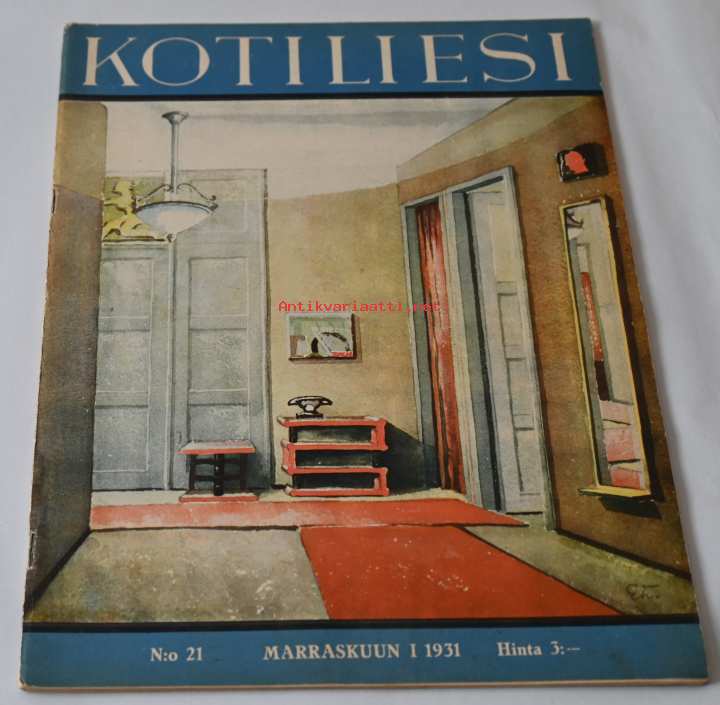 KOTILIESI
Antikvariaatti.net
N:o 21 MARRASKUUN I 1931 Hinta 3:—